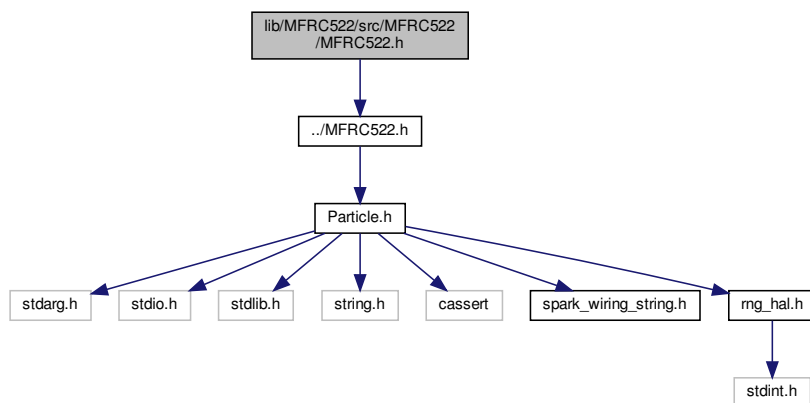 lib/MFRC522/src/MFRC522
/MFRC522.h
../MFRC522.h
Particle.h
stdarg.h
stdio.h
stdlib.h
string.h
cassert
spark_wiring_string.h
rng_hal.h
stdint.h